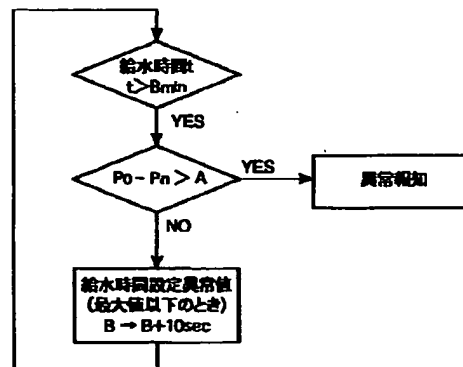 給水時間t
t＞Bmin
YES
P0－Pn＞A
YES
異常報知
NO
給水時間設定異常値
(最大値以下のとき)
B → B+10sec